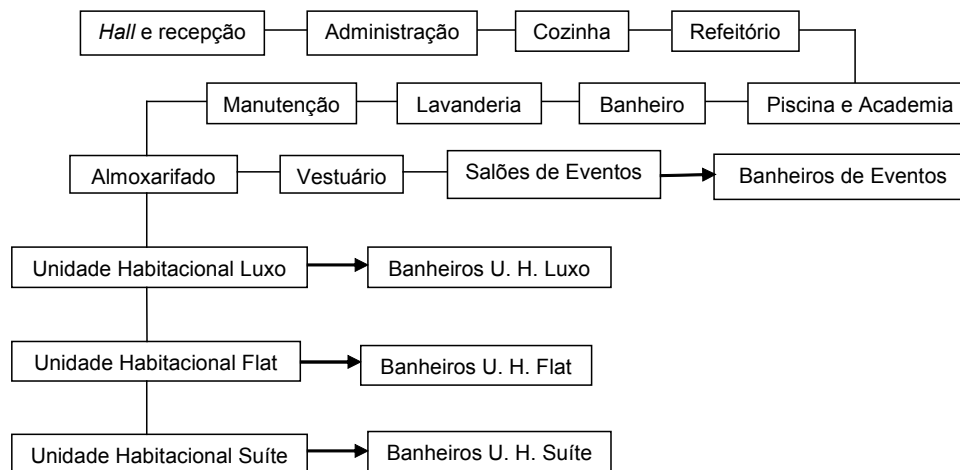 Hall e recepção
Administração
Cozinha
Refeitório
Manutenção
Lavanderia
Banheiro
Piscina e Academia
Almoxarifado
Vestuário
Salões de Eventos
Banheiros de Eventos
Unidade Habitacional Luxo
Banheiros U. H. Luxo
Unidade Habitacional Flat
Banheiros U. H. Flat
Unidade Habitacional Suíte
Banheiros U. H. Suíte